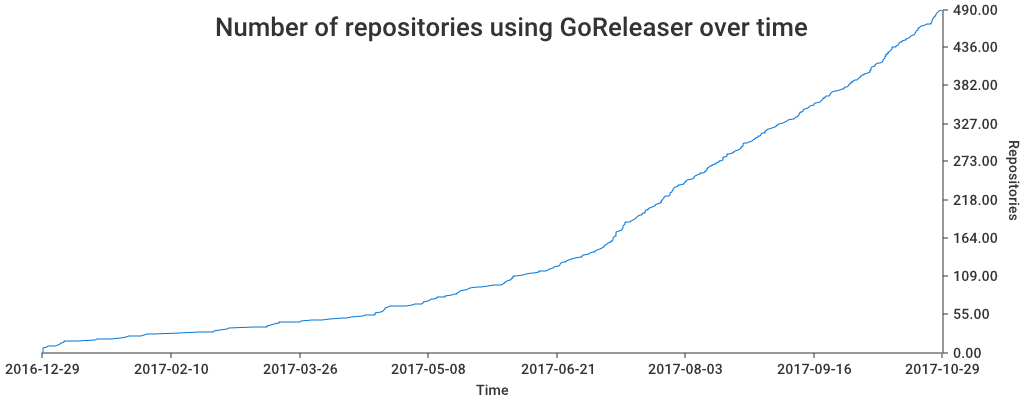 Number of repositories using GoReleaser over time
490.00
436.00
382.00
327.00
273.00
218.00
164.00
109.00
55.00
0.00
Repositories
2016-12-29 2017-02-10 2017-03-26 2017-05-08 2017-06-21 2017-08-03 2017-09-16 2017-10-29
Time